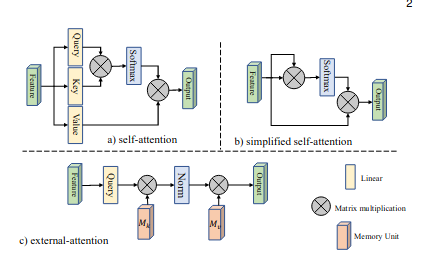 2
Feature
Query
Key
Value
Softmax
Output
a) self-attention
Feature
Softmax
Output
b) simplified self-attention
Feature
Query
M_k
Norm
M_v
Output
c) external-attention
Linear
Matrix multiplication
Memory Unit